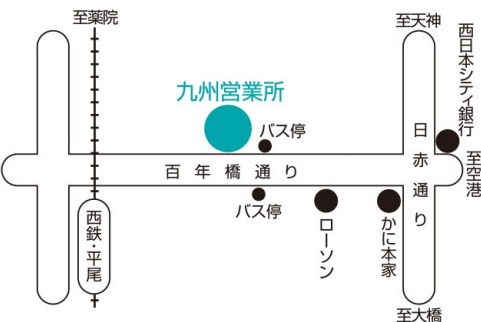 至薬院
至天神
西日本シティ銀行
九州営業所
バス停
日赤通り
至空港
百年橋通り
バス停
西鉄・平尾
ローソン
かに本家
至大橋